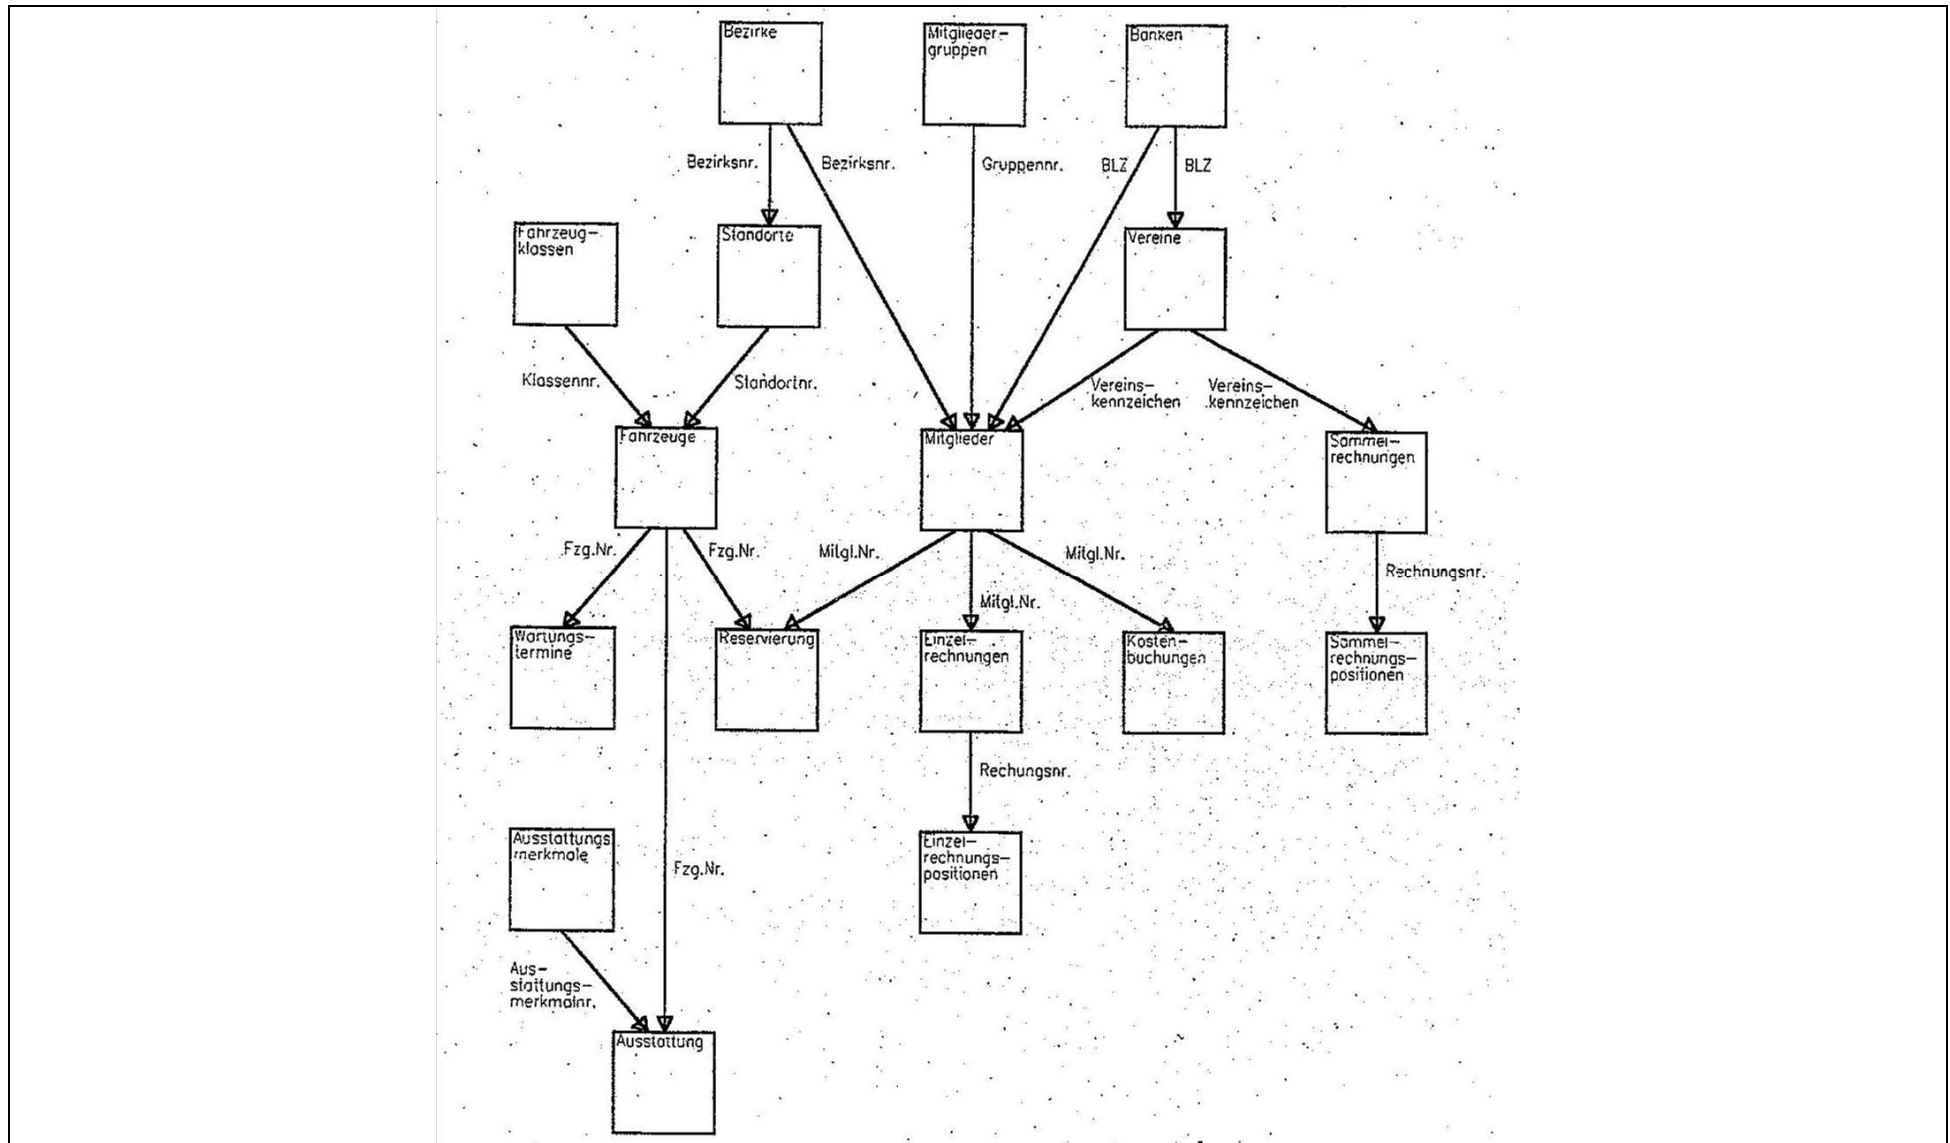 Bezirke
Mitglieder-
gruppen
Banken
Bezirksnr.
Bezirksnr.
Gruppennr.
BLZ
BLZ
Fahrzeug-
klassen
Standorte
Vereine
Klassennr.
Standortnr.
Vereins-
kennzeichen
Vereins-
kennzeichen
Fahrzeuge
Mitglieder
Sammel-
rechnungen
Fzg.Nr.
Fzg.Nr.
Mitgl.Nr.
Mitgl.Nr.
Mitgl.Nr.
Rechnungsnr.
Wartungs-
termine
Reservierung
Einzel-
rechnungen
Kosten-
buchungen
Sammel-
rechnungs-
positionen
Rechungsnr.
Ausstattungs
merkmale
Fzg.Nr.
Einzel-
rechnungs-
positionen
Aus-
stattungs-
merkmalnr.
Ausstattung